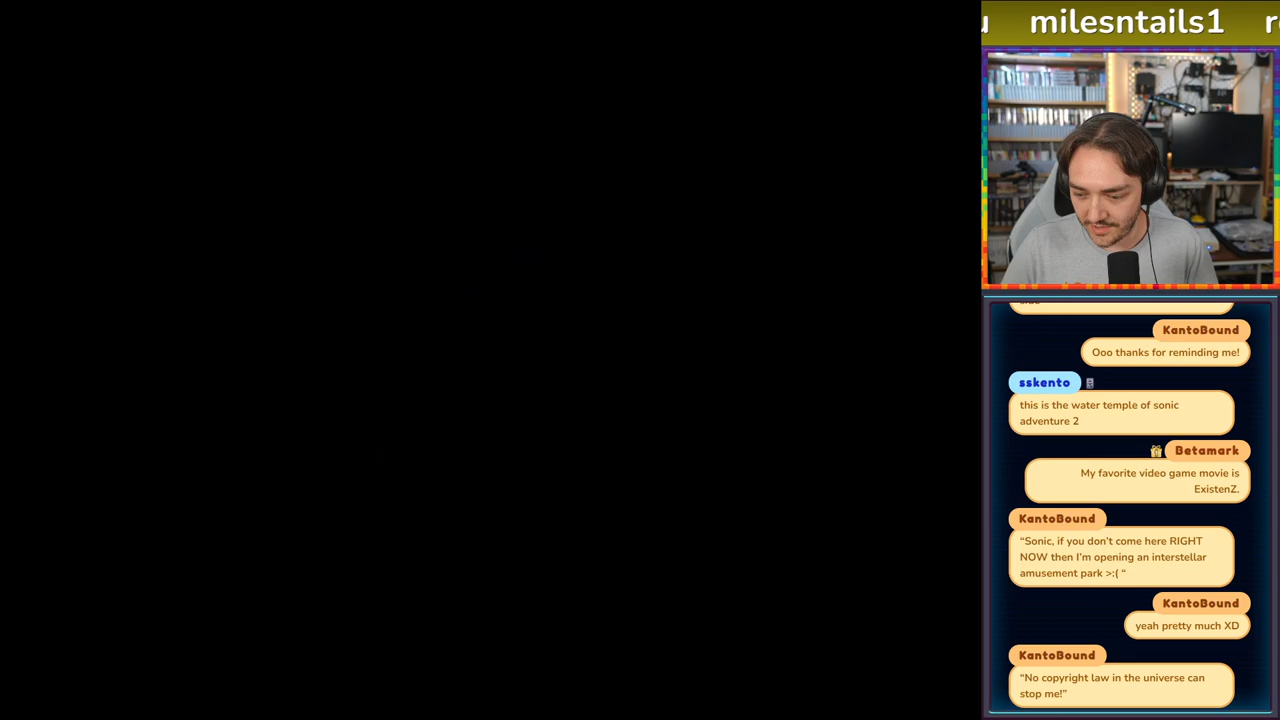 milesntails1
KantoBound
Ooo thanks for reminding me!
sskento
this is the water temple of sonic
adventure 2
Betamark
My favorite video game movie is
ExistenZ.
KantoBound
“Sonic, if you don’t come here RIGHT
NOW then I’m opening an interstellar
amusement park >:( “
KantoBound
yeah pretty much XD
KantoBound
“No copyright law in the universe can
stop me!”